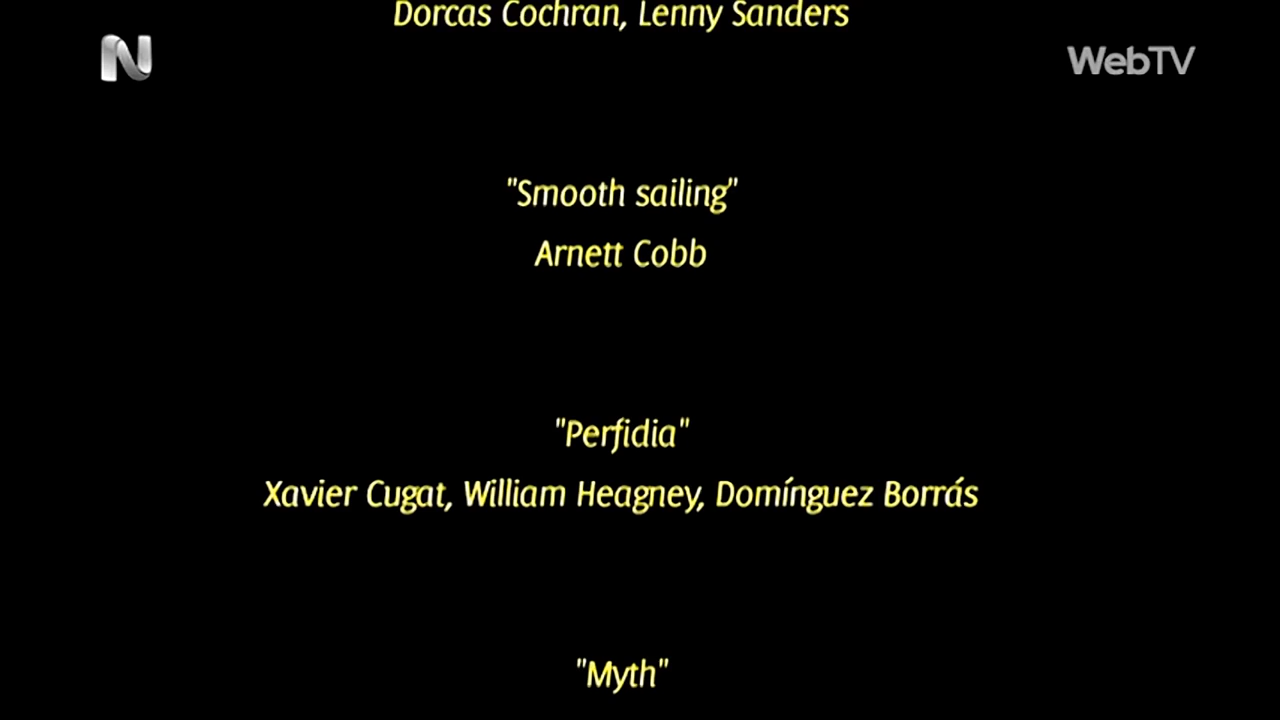 Dorcas Cochran, Lenny Sanders
N
WebTV
"Smooth sailing"
Arnett Cobb
"Perfidia"
Xavier Cugat, William Heagney, Domínguez Borrás
"Myth"